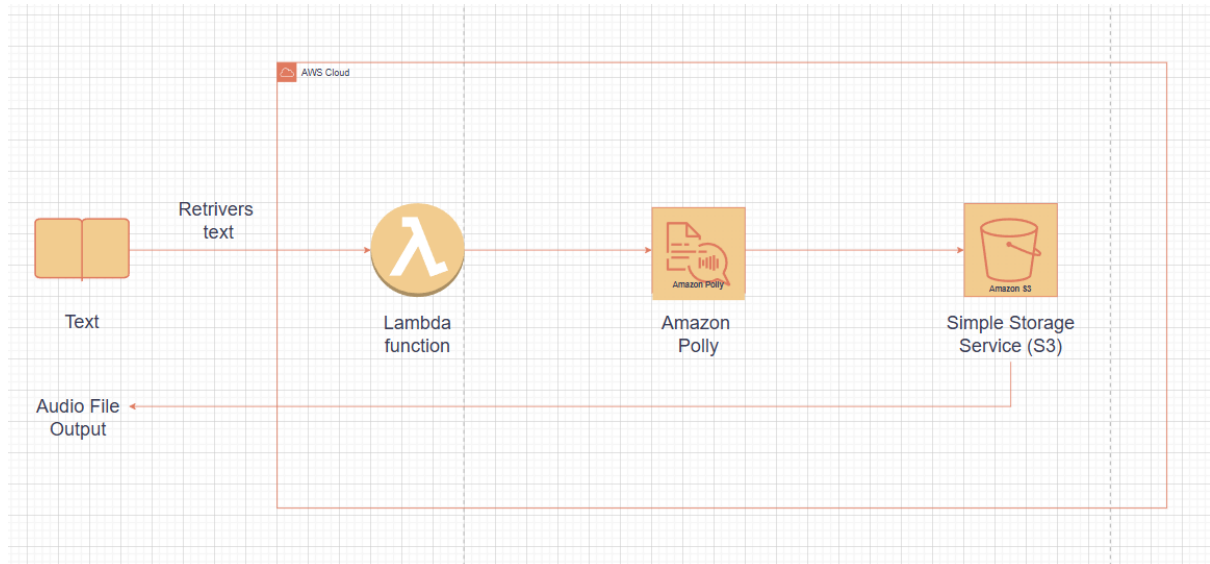 AWS Cloud
Retrivers
text
Amazon Polly
Amazon S3
Text
Lambda
function
Amazon
Polly
Simple Storage
Service (S3)
Audio File
Output